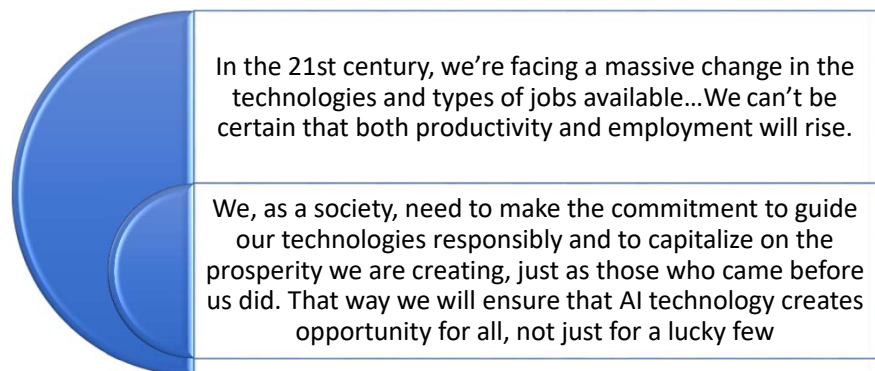 In the 21st century, we’re facing a massive change in the
technologies and types of jobs available…We can’t be
certain that both productivity and employment will rise.
We, as a society, need to make the commitment to guide
our technologies responsibly and to capitalize on the
prosperity we are creating, just as those who came before
us did. That way we will ensure that AI technology creates
opportunity for all, not just for a lucky few